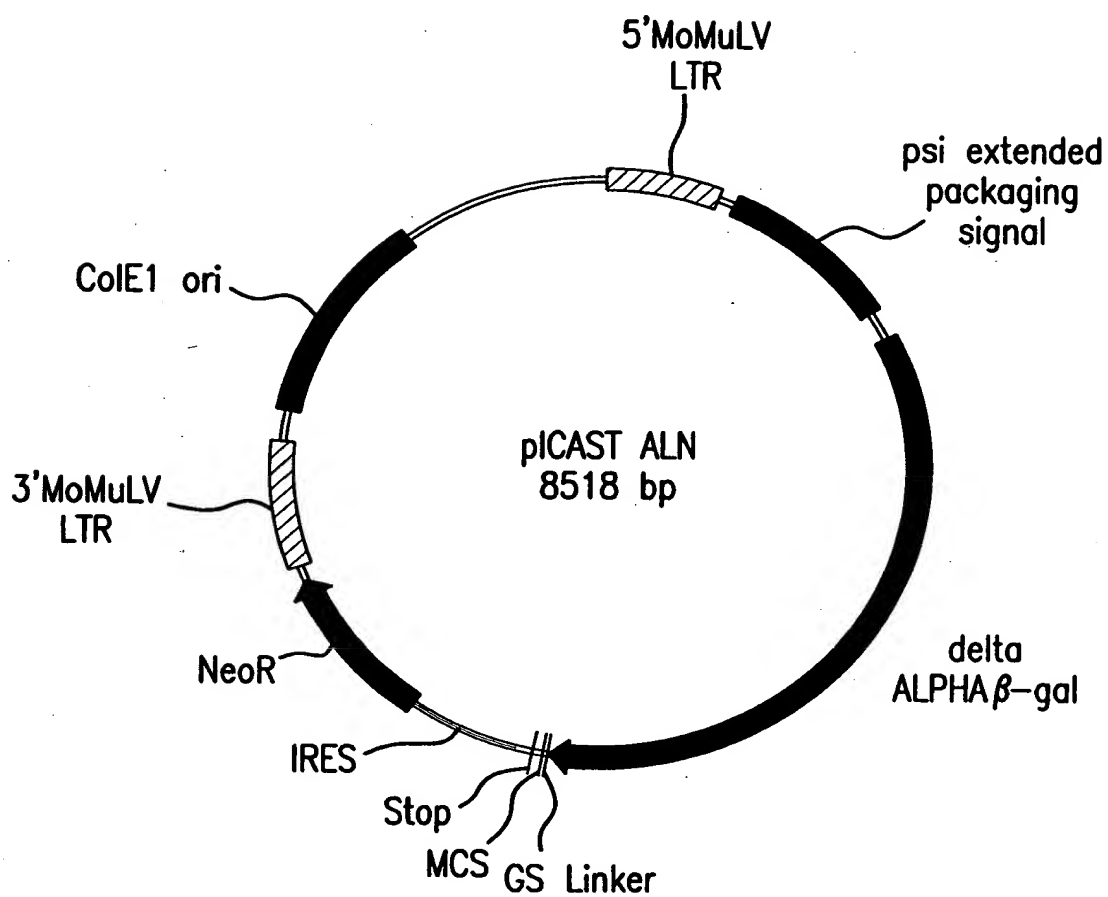 5'MoMuLV
LTR
psi extended
packaging
signal
ColE1 ori
pICAST ALN
8518 bp
3'MoMuLV
LTR
delta
ALPHA β-gal
NeoR
IRES
Stop
MCS
GS Linker